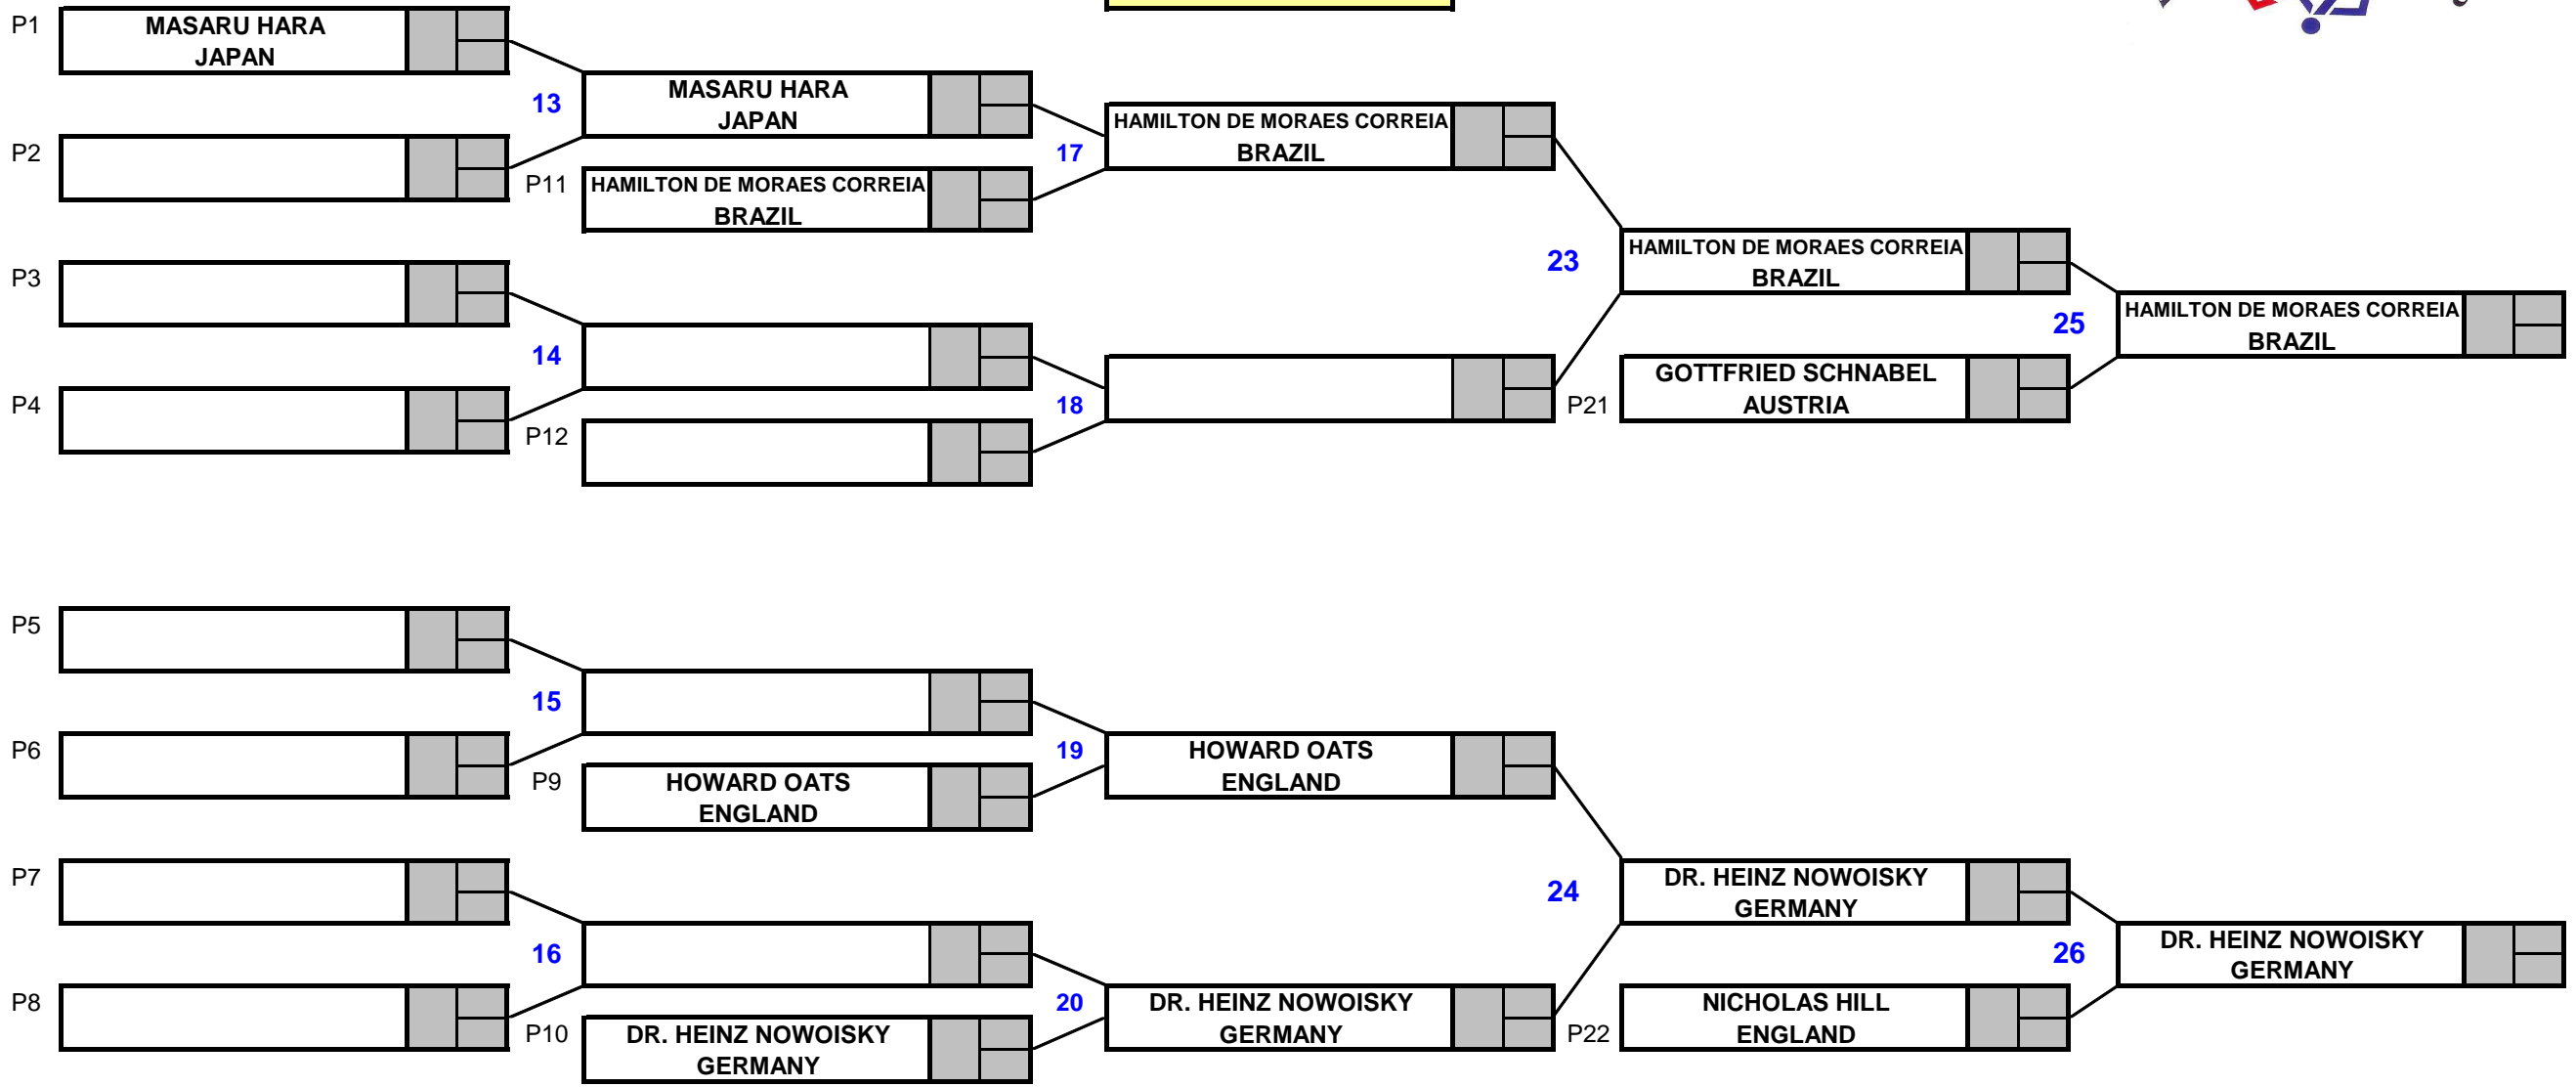 P1
MASARU HARA
JAPAN
13
MASARU HARA
JAPAN
P2
P11
HAMILTON DE MORAES CORREIA
BRAZIL
17
HAMILTON DE MORAES CORREIA
BRAZIL
P3
14
P4
P12
18
23
HAMILTON DE MORAES CORREIA
BRAZIL
P21
GOTTFRIED SCHNABEL
AUSTRIA
25
HAMILTON DE MORAES CORREIA
BRAZIL
P5
15
P6
P9
HOWARD OATS
ENGLAND
19
HOWARD OATS
ENGLAND
P7
16
P8
P10
DR. HEINZ NOWOISKY
GERMANY
20
DR. HEINZ NOWOISKY
GERMANY
24
DR. HEINZ NOWOISKY
GERMANY
P22
NICHOLAS HILL
ENGLAND
26
DR. HEINZ NOWOISKY
GERMANY